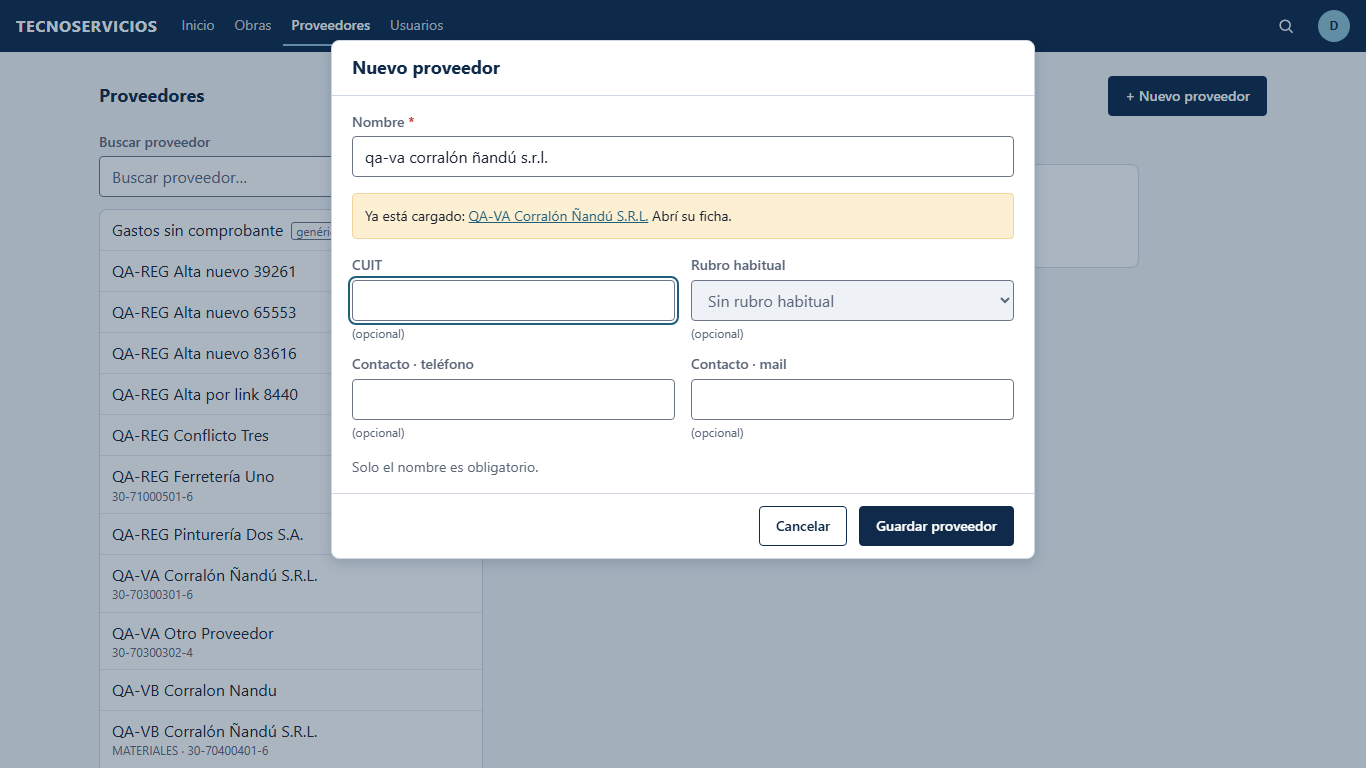 TECNOSERVICIOS Inicio Obras Proveedores Usuarios D
Proveedores
+ Nuevo proveedor
Buscar proveedor
Buscar proveedor...
Gastos sin comprobante
QA-REG Alta nuevo 39261
QA-REG Alta nuevo 65553
QA-REG Alta nuevo 83616
QA-REG Alta por link 8440
QA-REG Conflicto Tres
QA-REG Ferretería Uno
30-71000501-6
QA-REG Pinturería Dos S.A.
QA-VA Corralón Ñandú S.R.L.
30-70300301-6
QA-VA Otro Proveedor
30-70300302-4
QA-VB Corralon Nandu
QA-VB Corralón Ñandú S.R.L.
MATERIALES · 30-70400401-6
Nuevo proveedor
Nombre *
qa-va corralón ñandú s.r.l.
Ya está cargado: QA-VA Corralón Ñandú S.R.L. Abrí su ficha.
CUIT Rubro habitual
Sin rubro habitual
(opcional) (opcional)
Contacto · teléfono Contacto · mail
(opcional) (opcional)
Solo el nombre es obligatorio.
Cancelar Guardar proveedor